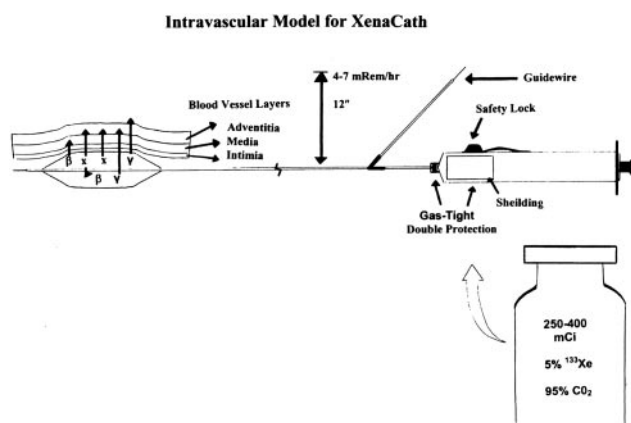 Intravascular Model for XenaCath
4-7 mRem/hr
12"
Guidewire
Blood Vessel Layers
Adventitia
Media
Intimia
β x x γ
β γ
Safety Lock
Sheilding
Gas-Tight
Double Protection
250-400
mCi
5% ¹³³Xe
95% C0₂